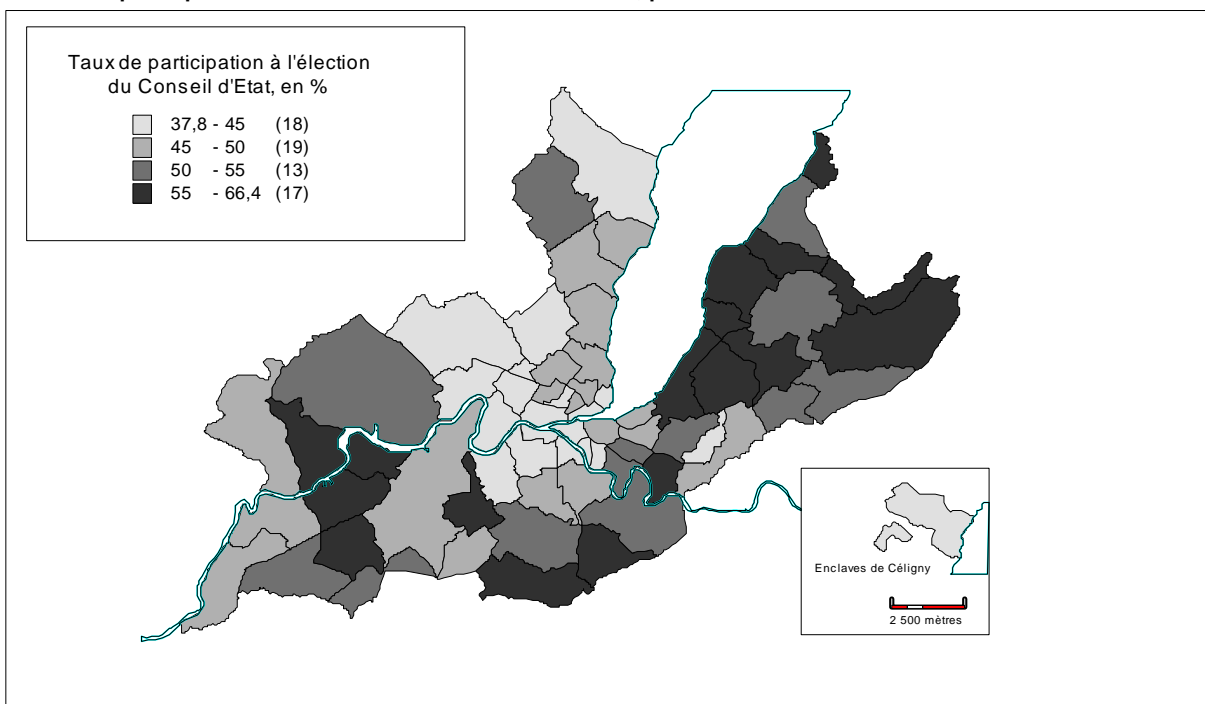 Taux de participation à l'élection
du Conseil d'Etat, en %
37,8 - 45 (18)
45 - 50 (19)
50 - 55 (13)
55 - 66,4 (17)
Enclaves de Céligny
2 500 mètres